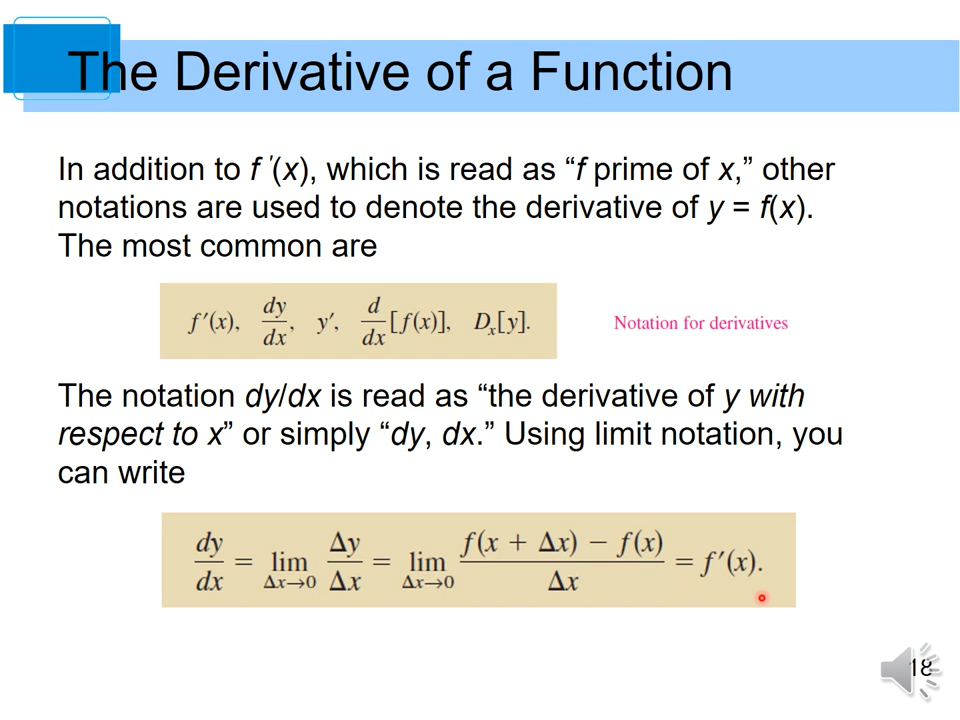 The Derivative of a Function
In addition to f ′(x), which is read as “f prime of x,” other
notations are used to denote the derivative of y = f(x).
The most common are
f′(x), dy/dx, y′, d/dx [f(x)], Dₓ[y].
Notation for derivatives
The notation dy/dx is read as “the derivative of y with
respect to x” or simply “dy, dx.” Using limit notation, you
can write
dy/dx = lim Δx→0 Δy/Δx = lim Δx→0 f(x + Δx) − f(x)/Δx = f′(x).
18